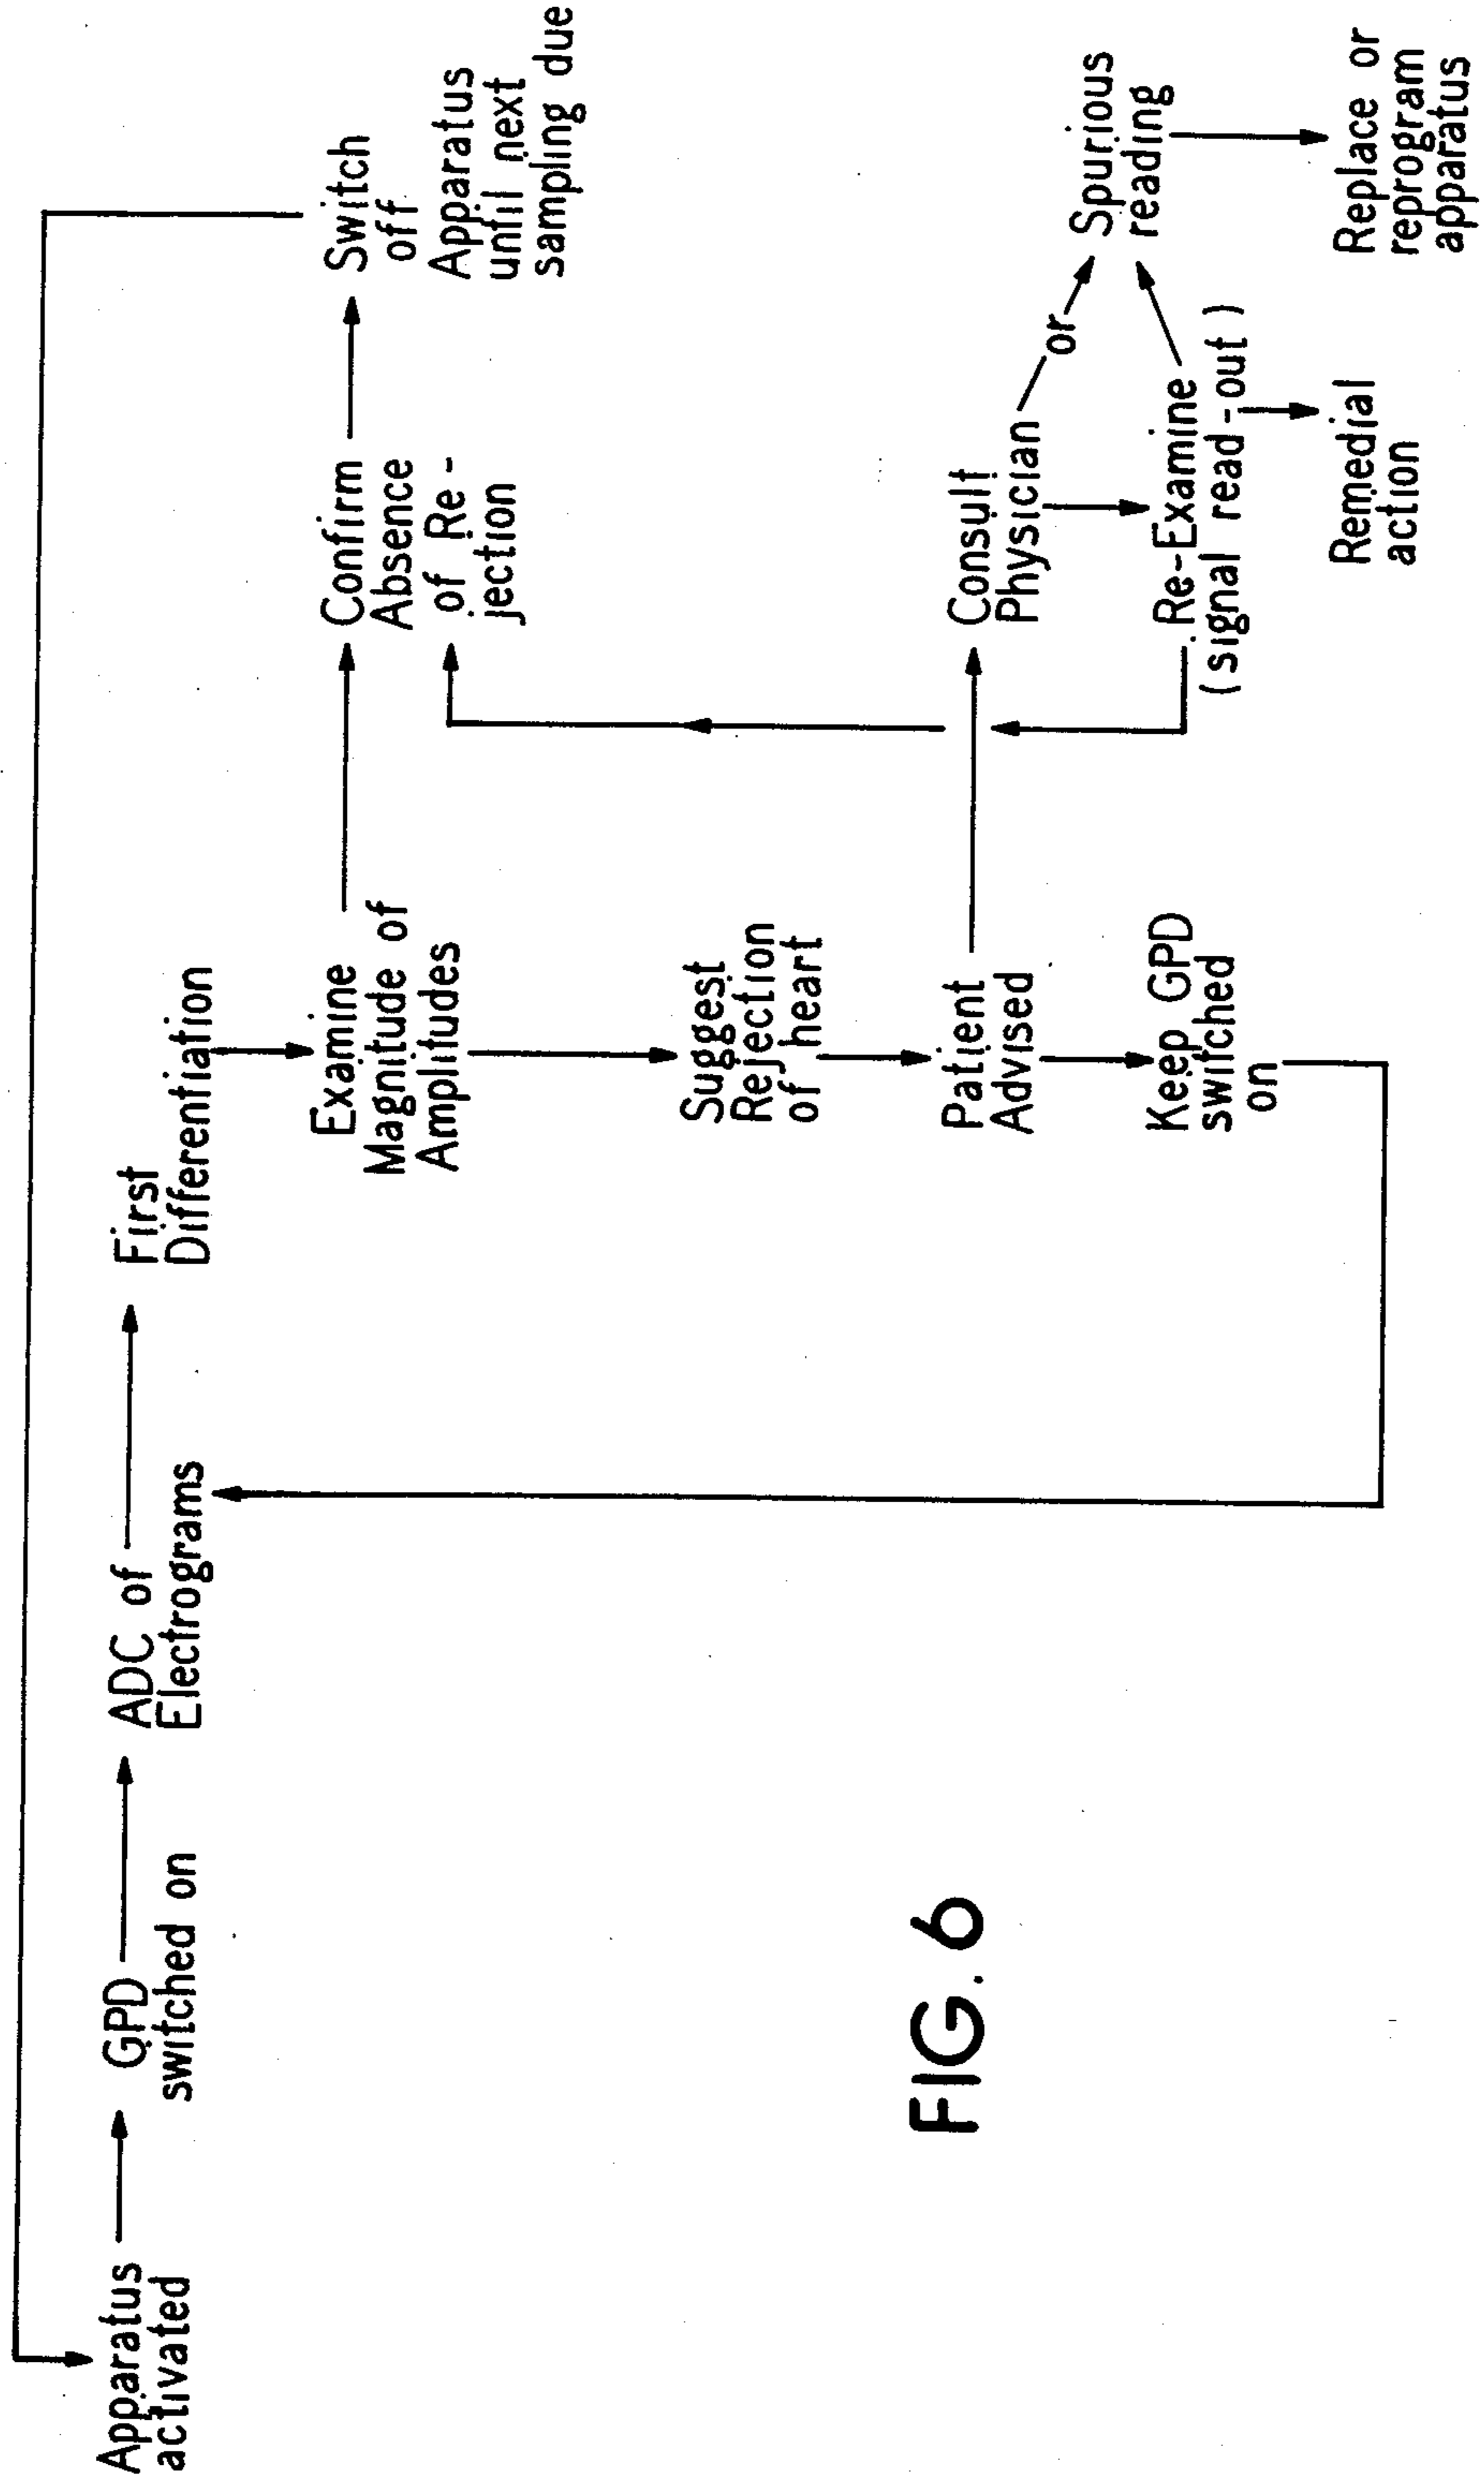 Apparatus
activated
GPD
switched on
ADC of
Electrograms
First
Differentiation
Examine
Magnitude of
Amplitudes
Confirm
Absence
of Re-
jection
Switch
off
Apparatus
until next
sampling due
Suggest
Rejection
of heart
Patient
Advised
Keep GPD
switched
on
Consult
Physician
or
Spurious
reading
Re-Examine
(signal read-out)
Remedial
action
Replace or
reprogram
apparatus
FIG. 6